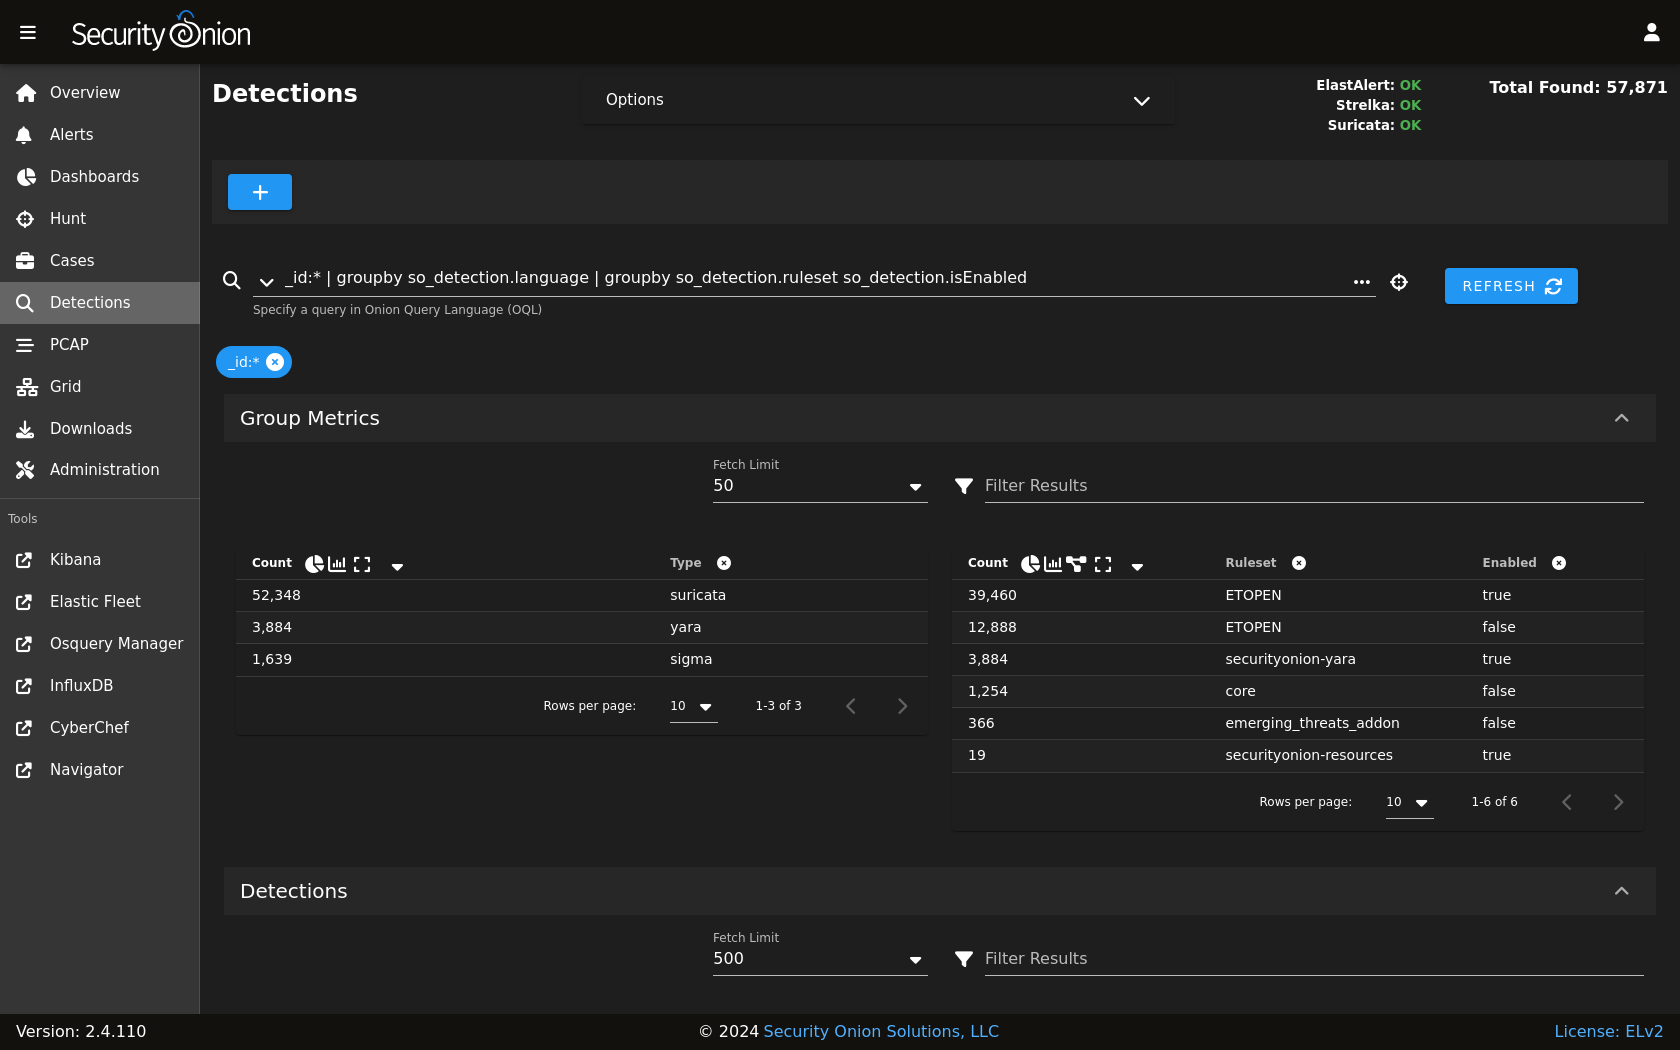 Security Onion
Overview
Alerts
Dashboards
Hunt
Cases
Detections
PCAP
Grid
Downloads
Administration
Tools
Kibana
Elastic Fleet
Osquery Manager
InfluxDB
CyberChef
Navigator
Detections
Options
ElastAlert: OK
Strelka: OK
Suricata: OK
Total Found: 57,871
+
_id:* | groupby so_detection.language | groupby so_detection.ruleset so_detection.isEnabled
Specify a query in Onion Query Language (OQL)
REFRESH
_id:*
Group Metrics
Fetch Limit
50
Filter Results
Count Type
52,348 suricata
3,884 yara
1,639 sigma
Rows per page: 10 1-3 of 3
Count Ruleset Enabled
39,460 ETOPEN true
12,888 ETOPEN false
3,884 securityonion-yara true
1,254 core false
366 emerging_threats_addon false
19 securityonion-resources true
Rows per page: 10 1-6 of 6
Detections
Fetch Limit
500
Filter Results
Version: 2.4.110
© 2024 Security Onion Solutions, LLC
License: ELv2